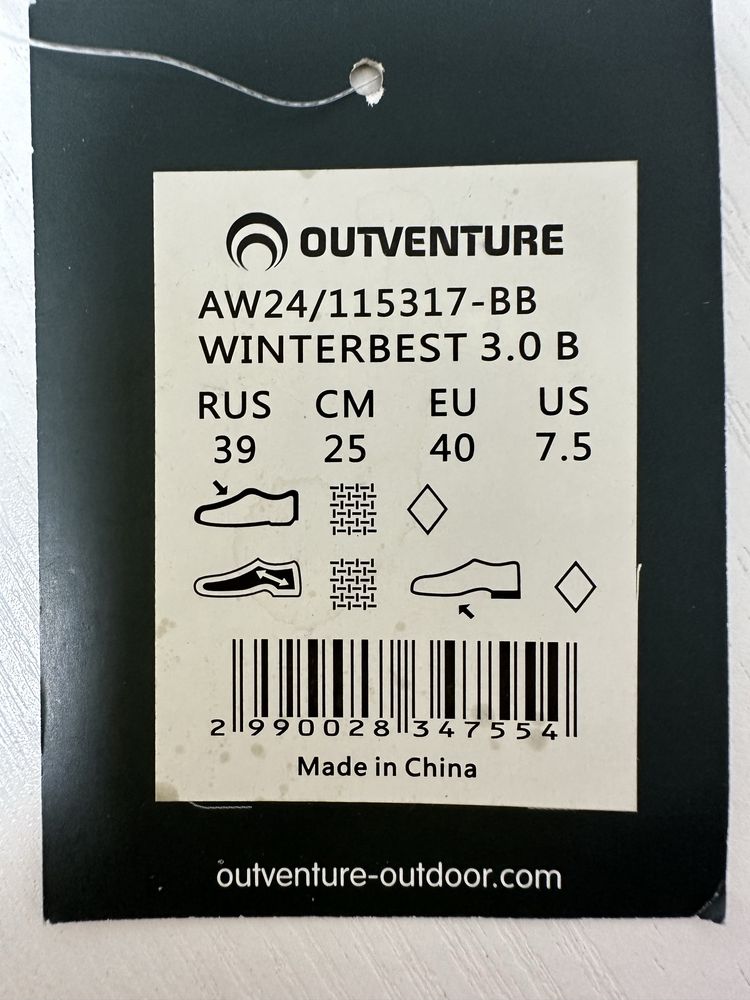 OUTVENTURE
AW24/115317-BB
WINTERBEST 3.0 B
RUS CM EU US
39 25 40 7.5
2 990028 347554
Made in China
outventure-outdoor.com